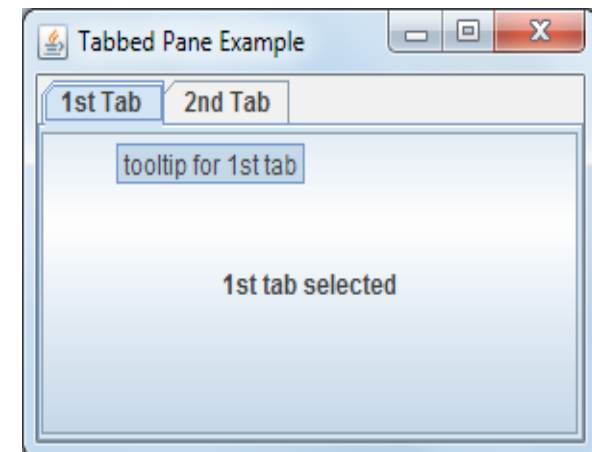 Tabbed Pane Example
1st Tab 2nd Tab
tooltip for 1st tab
1st tab selected